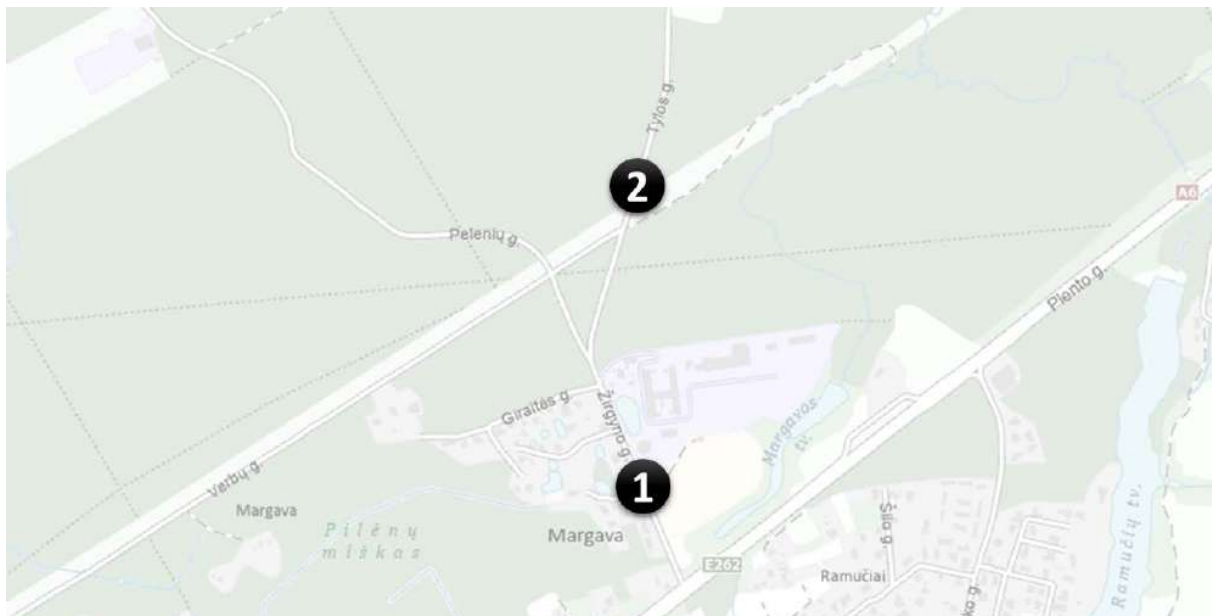 Tylos g.
2
A6
Pelenių g.
Plento g.
Giraitės g.
Žirgyno g.
Margavos
tv.
Verbų g.
1
Margava
Pilėnų
miškas
Margava
Šilo g.
E262
Ramučiai
Ramučių tv.
ko g.